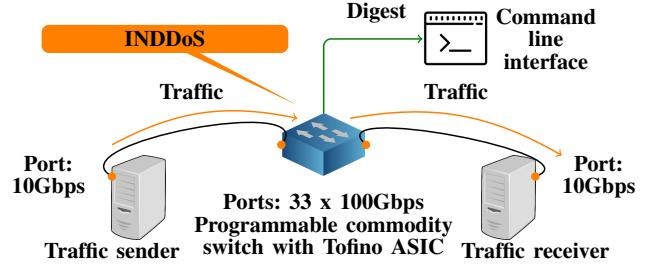 Digest
INDDoS
Command
line
interface
Traffic
Traffic
Port:
10Gbps
Port:
10Gbps
Ports: 33 x 100Gbps
Programmable commodity
switch with Tofino ASIC
Traffic sender
Traffic receiver